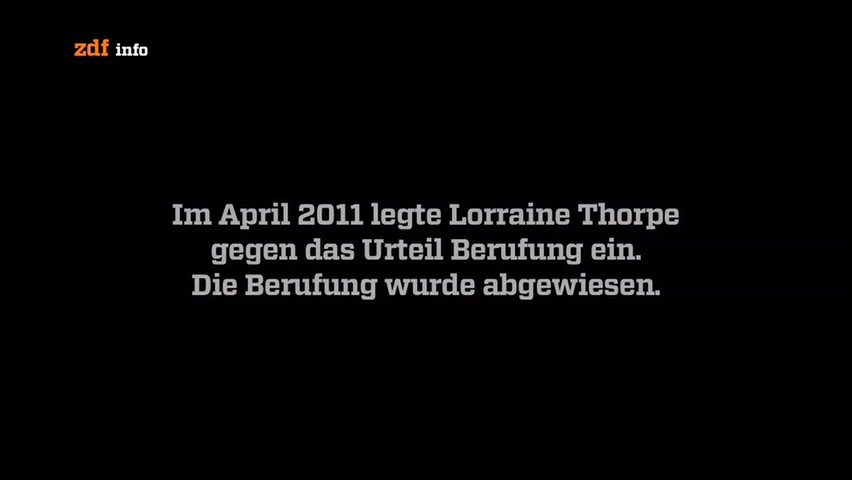 zdf info
Im April 2011 legte Lorraine Thorpe
gegen das Urteil Berufung ein.
Die Berufung wurde abgewiesen.